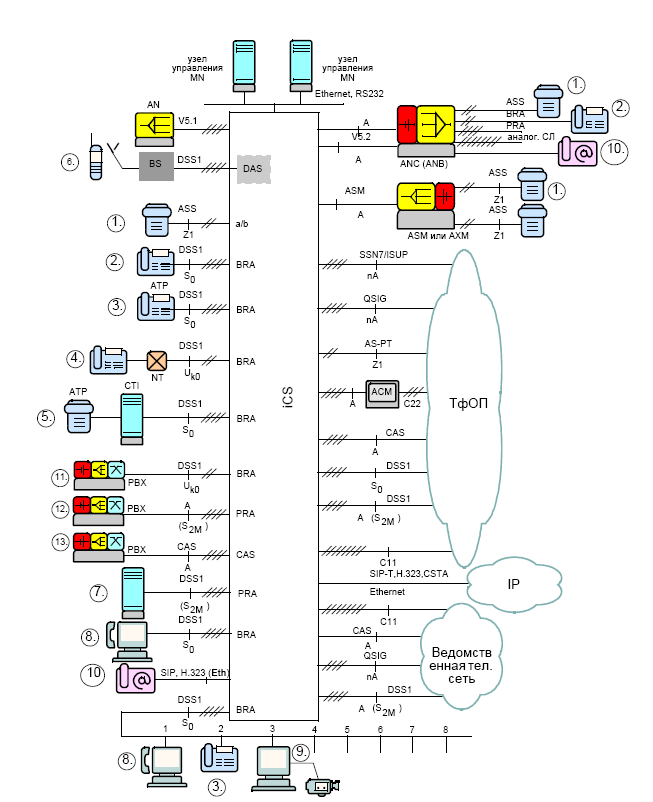 узел
управления
MN
узел
управления
MN
Ethernet, RS232
AN
V5.1
6.
BS
DSS1
DAS
1.
ASS
Z1
a/b
2.
DSS1
S0
BRA
3.
АТР
DSS1
S0
BRA
4.
NT
DSS1
Uk0
BRA
5.
АТР
CTI
DSS1
S0
BRA
11.
PBX
DSS1
Uk0
BRA
12.
PBX
A
(S2M)
PRA
13.
PBX
CAS
A
CAS
7.
DSS1
(S2M)
PRA
8.
DSS1
S0
BRA
10
SIP, H.323 (Eth)
DSS1
S0
BRA
iCS
A
V5.2
A
ANC (ANB)
ASS
BRA
PRA
аналог. СЛ
1.
2.
10.
ASM
A
ASM или AXM
ASS
Z1
ASS
Z1
1.
SSN7/ISUP
nA
QSIG
nA
AS-PT
Z1
A
ACM
C22
CAS
A
DSS1
S0
DSS1
A (S2M)
C11
ТфОП
SIP-T,H.323,CSTA
IP
Ethernet
C11
CAS
A
QSIG
nA
DSS1
A (S2M)
Ведомств
енная тел.
сеть
1 2 3 4 5 6 7 8
8.
3.
9.